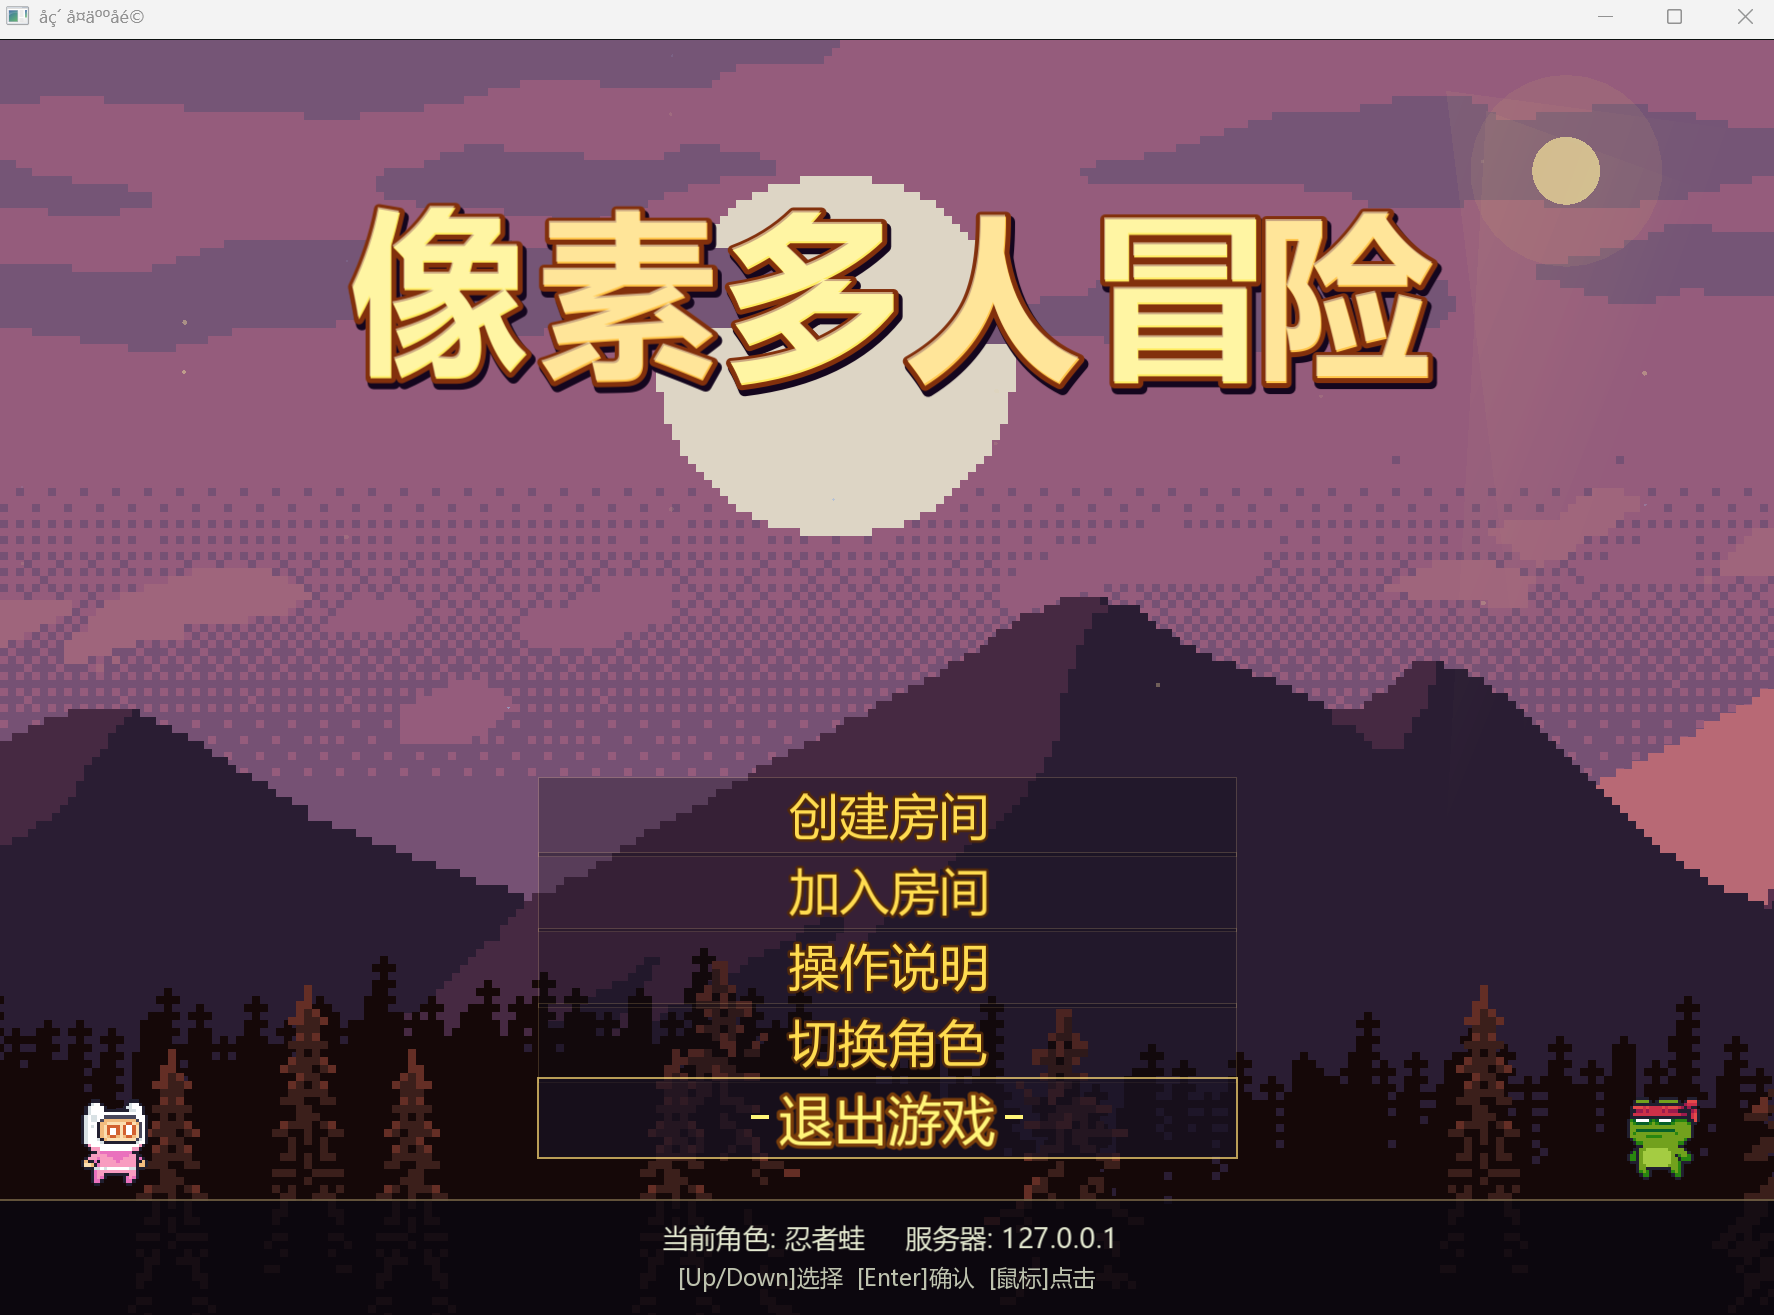 åç´ å¤äººåé©
像素多人冒险
创建房间
加入房间
操作说明
切换角色
- 退出游戏 -
当前角色: 忍者蛙 服务器: 127.0.0.1
[Up/Down]选择 [Enter]确认 [鼠标]点击